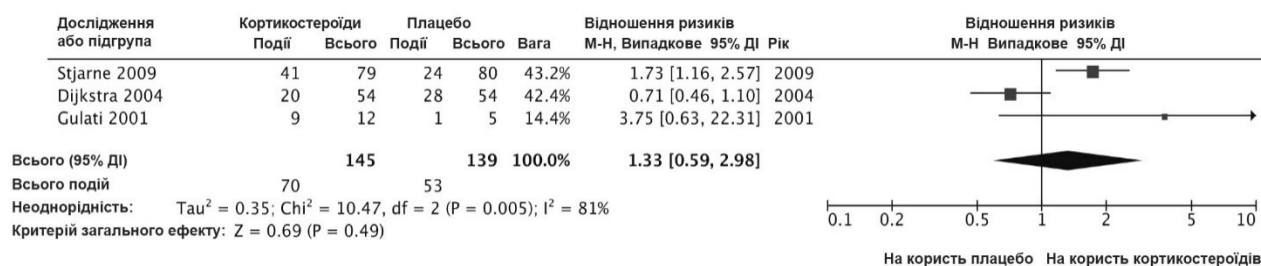 Дослідження Кортикостероїди Плацебо Відношення ризиків Відношення ризиків
або підгрупа Події Всього Події Всього Вага M-H, Випадкове 95% ДІ Рік M-H Випадкове 95% ДІ
Stjarne 2009 41 79 24 80 43.2% 1.73 [1.16, 2.57] 2009
Dijkstra 2004 20 54 28 54 42.4% 0.71 [0.46, 1.10] 2004
Gulati 2001 9 12 1 5 14.4% 3.75 [0.63, 22.31] 2001
Всього (95% ДІ) 145 139 100.0% 1.33 [0.59, 2.98]
Всього подій 70 53
Неоднорідність: Tau² = 0.35; Chi² = 10.47, df = 2 (P = 0.005); I² = 81%
Критерій загального ефекту: Z = 0.69 (P = 0.49)
0.1 0.2 0.5 1 2 5 10
На користь плацебо На користь кортикостероїдів